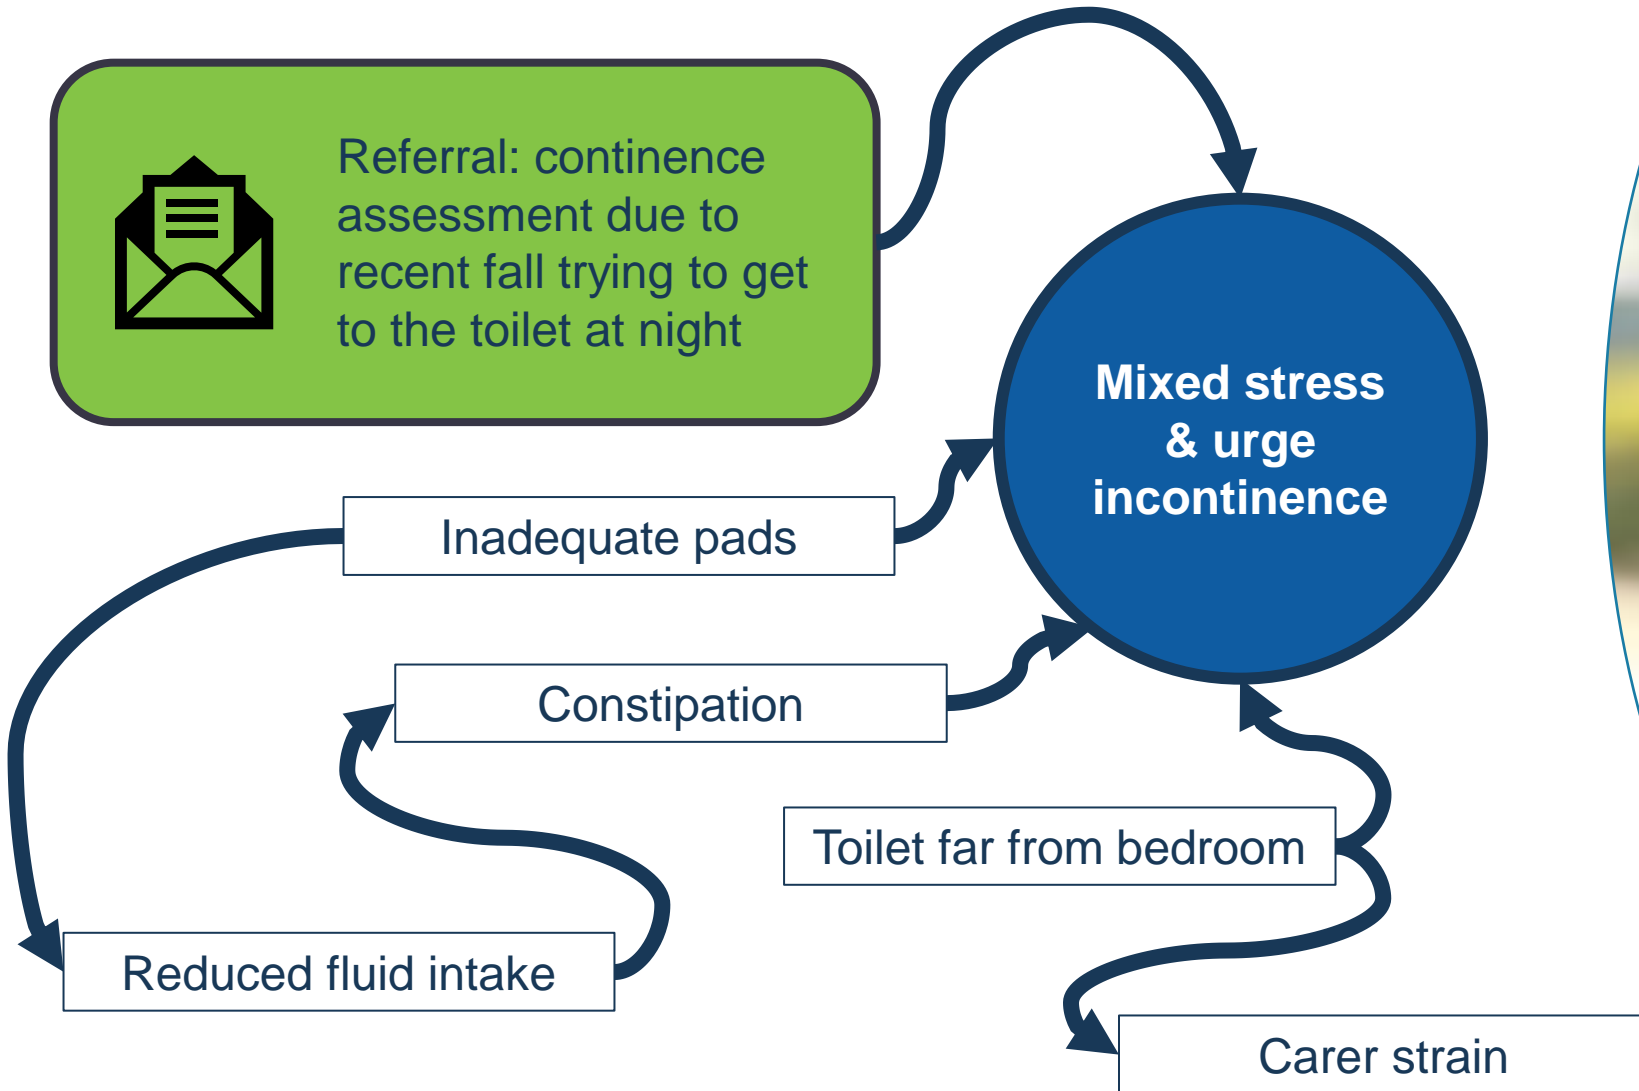 Referral: continence
assessment due to
recent fall trying to get
to the toilet at night
Mixed stress
& urge
incontinence
Inadequate pads
Constipation
Toilet far from bedroom
Reduced fluid intake
Carer strain